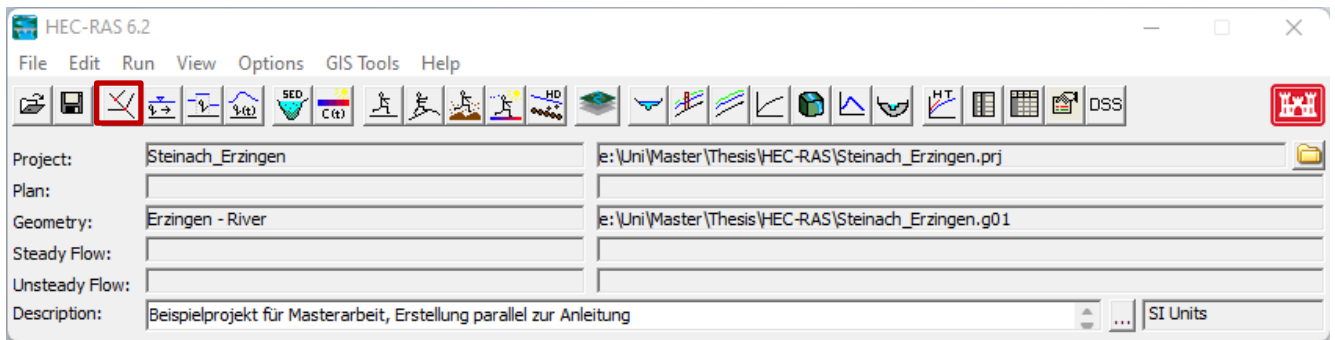 HEC-RAS 6.2
File Edit Run View Options GIS Tools Help
SED C(t) HD HT DSS
Project: Steinach_Erzingen e:\Uni\Master\Thesis\HEC-RAS\Steinach_Erzingen.prj
Plan:
Geometry: Erzingen - River e:\Uni\Master\Thesis\HEC-RAS\Steinach_Erzingen.g01
Steady Flow:
Unsteady Flow:
Description: Beispielprojekt für Masterarbeit, Erstellung parallel zur Anleitung ... SI Units